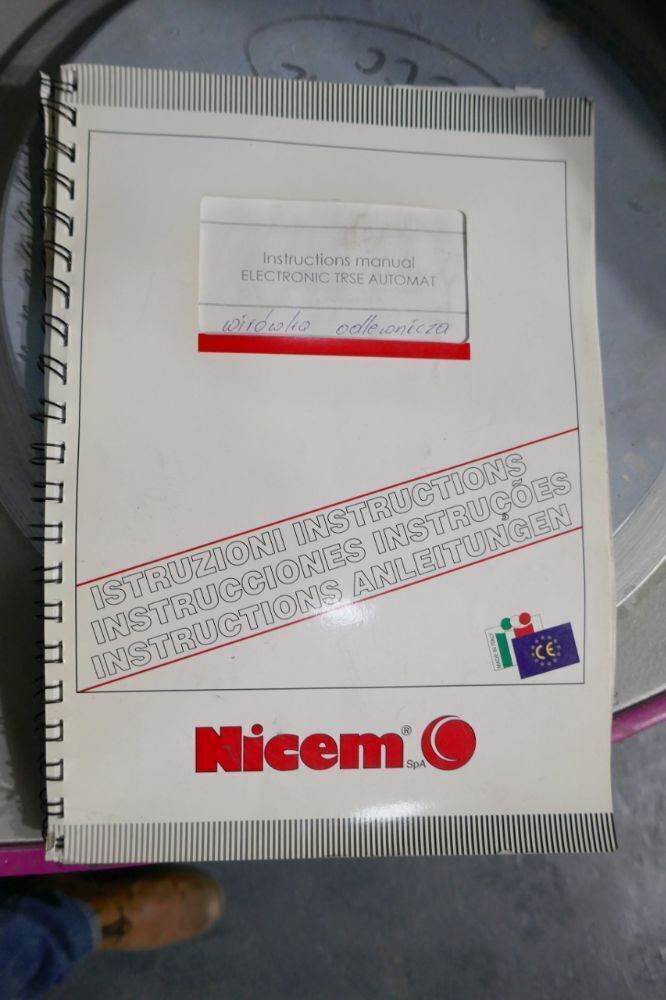 Instructions manual
ELECTRONIC TRSE AUTOMAT
wirówka odlewnicza
ISTRUZIONI INSTRUCTIONS
INSTRUCCIONES INSTRUÇÕES
INSTRUCTIONS ANLEITUNGEN
MADE IN ITALY
CE
Nicem® SpA